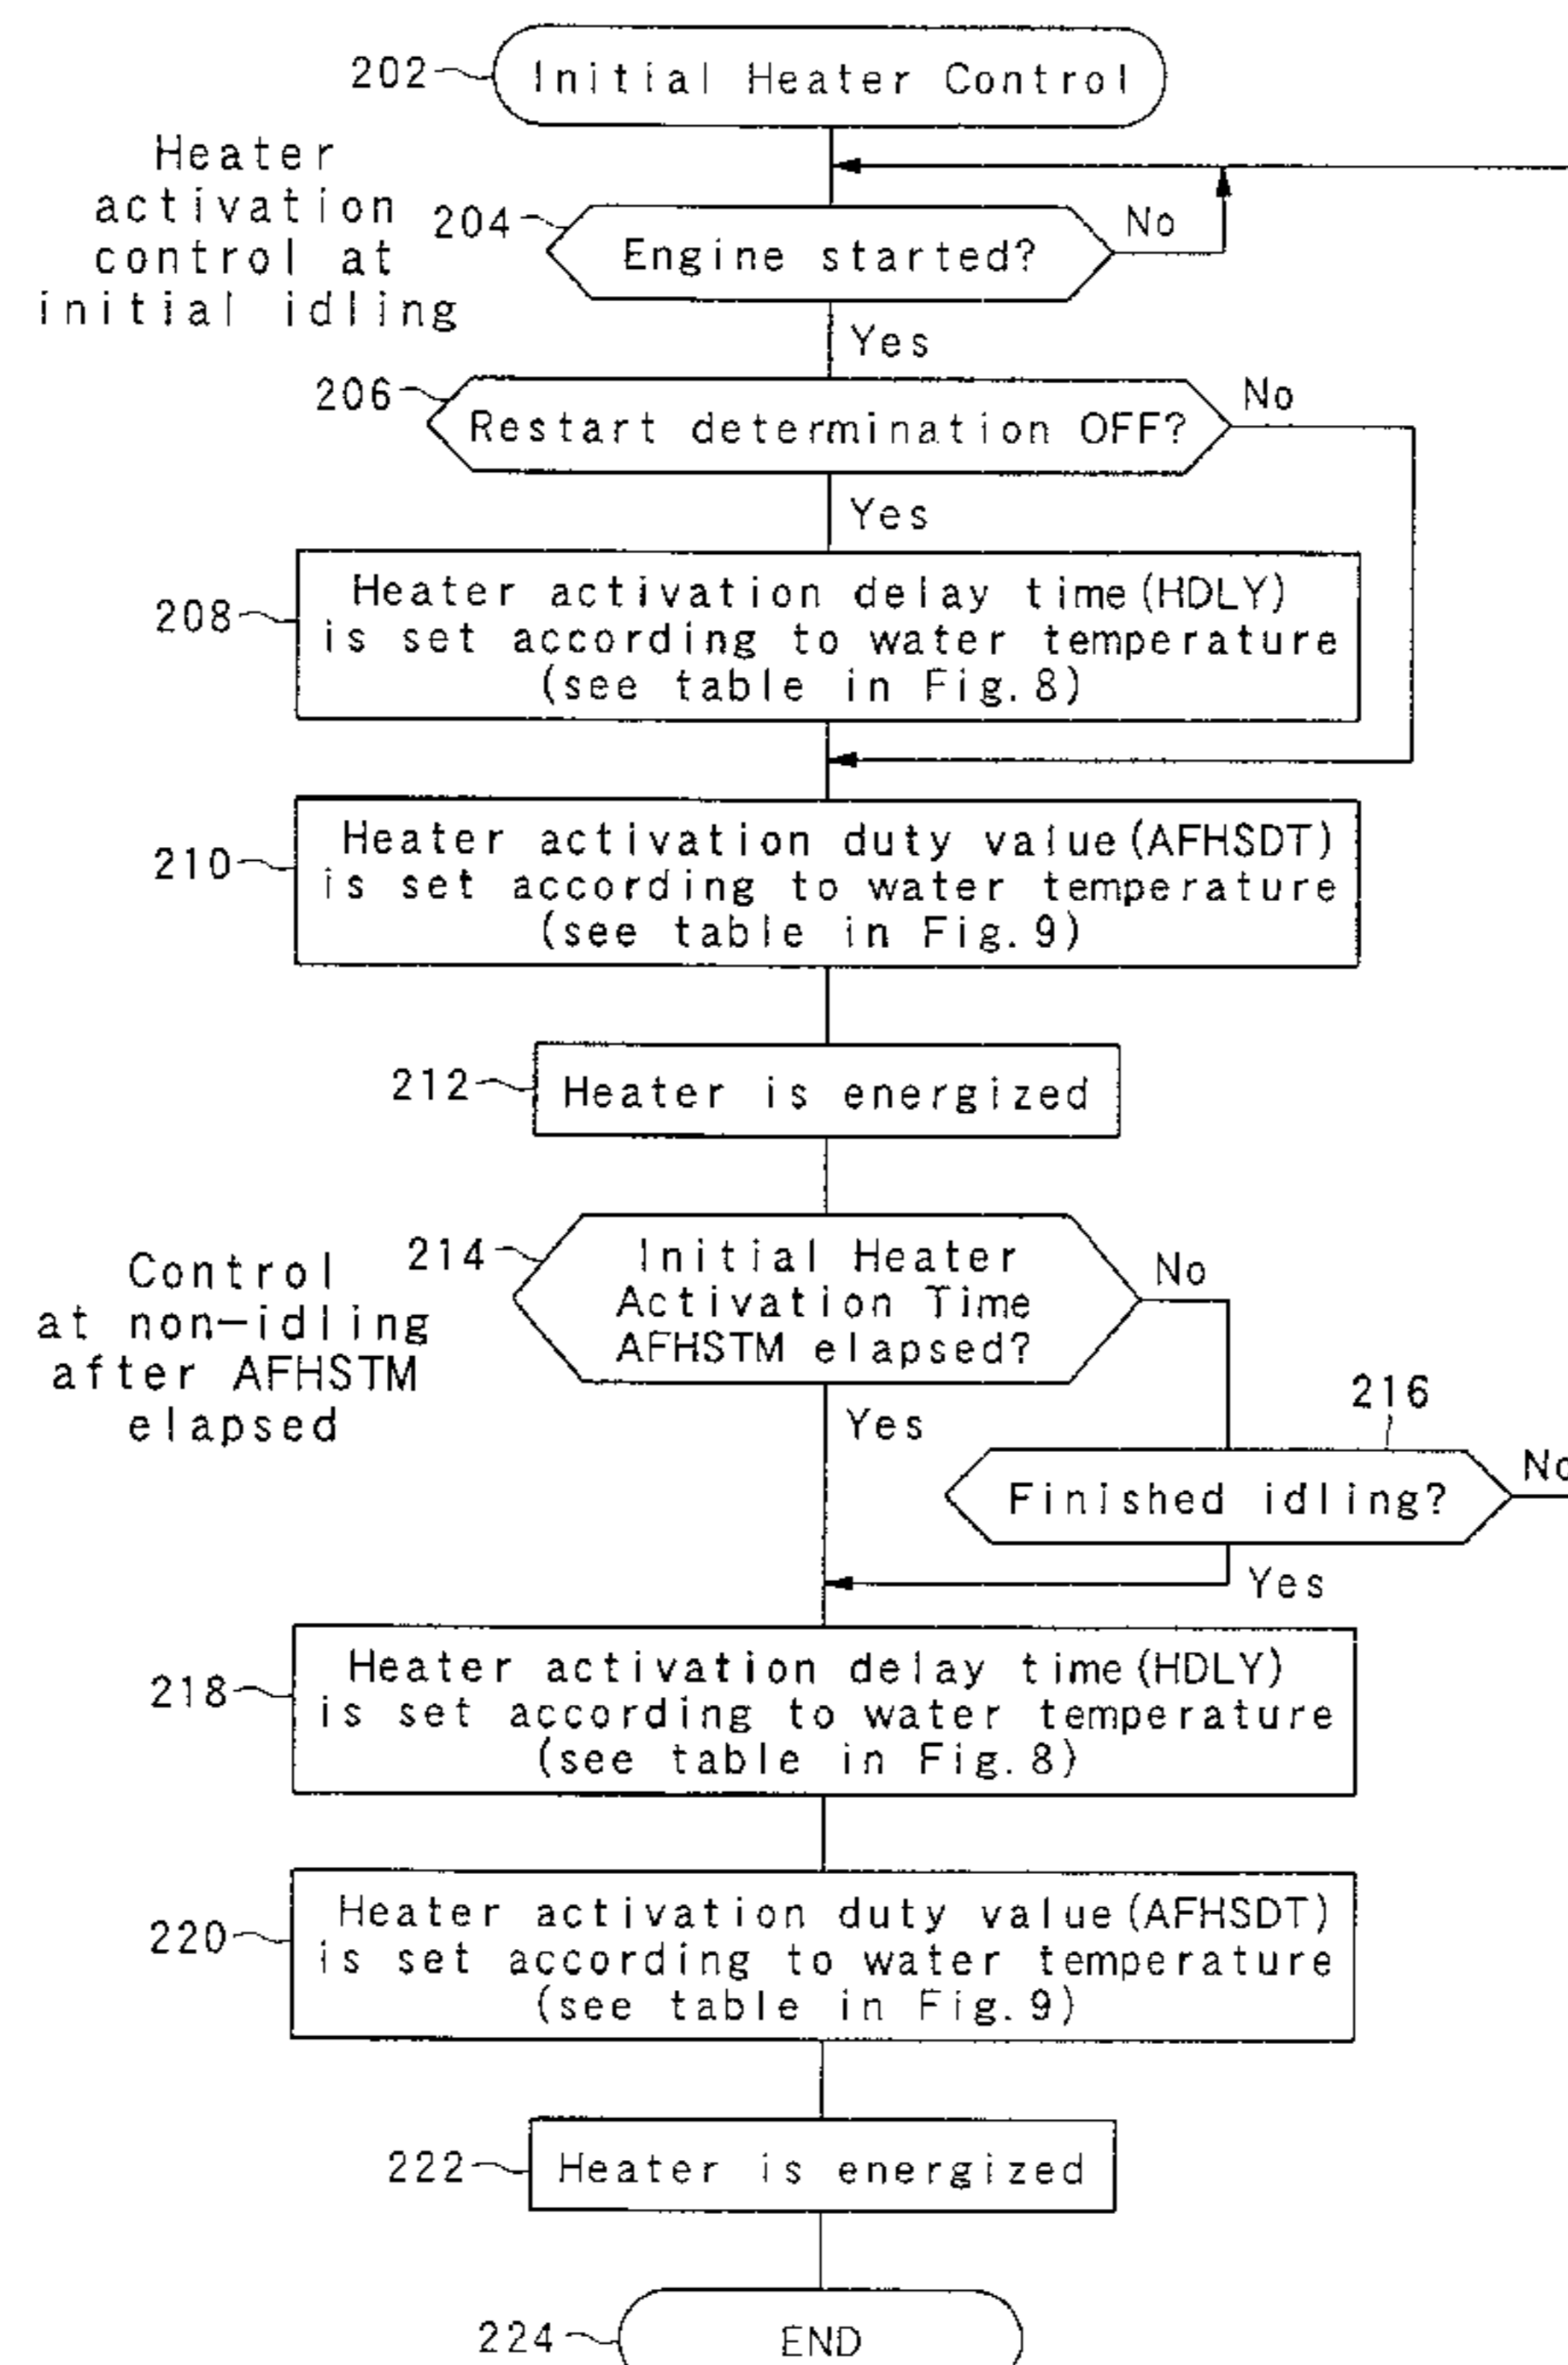 202
Initial Heater Control
Heater
activation
control at
initial idling
204
Engine started?
No
Yes
206
Restart determination OFF?
No
Yes
208
Heater activation delay time(HDLY)
is set according to water temperature
(see table in Fig.8)
210
Heater activation duty value(AFHSDT)
is set according to water temperature
(see table in Fig.9)
212
Heater is energized
Control
at non-idling
after AFHSTM
elapsed
214
Initial Heater
Activation Time
AFHSTM elapsed?
No
Yes
216
Finished idling?
No
Yes
218
Heater activation delay time(HDLY)
is set according to water temperature
(see table in Fig.8)
220
Heater activation duty value(AFHSDT)
is set according to water temperature
(see table in Fig.9)
222
Heater is energized
224
END